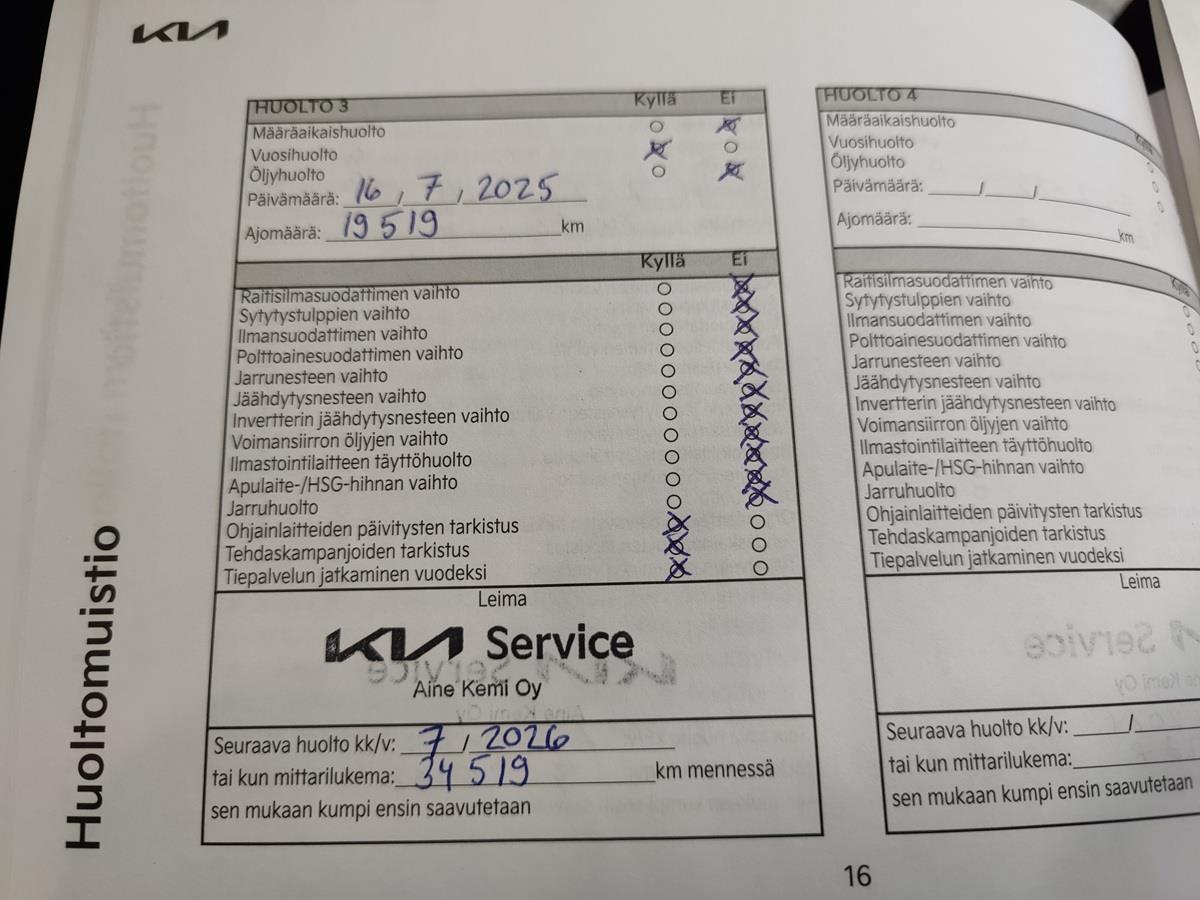 KIA
Huoltomuistio
HUOLTO 3 Kyllä Ei
Määräaikaishuolto
Vuosihuolto
Öljyhuolto
Päivämäärä: 16 / 7 / 2025
Ajomäärä: 19519 km
Kyllä Ei
Raitisilmasuodattimen vaihto
Sytytystulppien vaihto
Ilmansuodattimen vaihto
Polttoainesuodattimen vaihto
Jarrunesteen vaihto
Jäähdytysnesteen vaihto
Invertterin jäähdytysnesteen vaihto
Voimansiirron öljyjen vaihto
Ilmastointilaitteen täyttöhuolto
Apulaite-/HSG-hihnan vaihto
Jarruhuolto
Ohjainlaitteiden päivitysten tarkistus
Tehdaskampanjoiden tarkistus
Tiepalvelun jatkaminen vuodeksi
Leima
KIA Service
Aine Kemi Oy
Seuraava huolto kk/v: 7 / 2026
tai kun mittarilukema: 34519 km mennessä
sen mukaan kumpi ensin saavutetaan
HUOLTO 4 Kyllä
Määräaikaishuolto
Vuosihuolto
Öljyhuolto
Päivämäärä: / /
Ajomäärä: km
Kyllä
Raitisilmasuodattimen vaihto
Sytytystulppien vaihto
Ilmansuodattimen vaihto
Polttoainesuodattimen vaihto
Jarrunesteen vaihto
Jäähdytysnesteen vaihto
Invertterin jäähdytysnesteen vaihto
Voimansiirron öljyjen vaihto
Ilmastointilaitteen täyttöhuolto
Apulaite-/HSG-hihnan vaihto
Jarruhuolto
Ohjainlaitteiden päivitysten tarkistus
Tehdaskampanjoiden tarkistus
Tiepalvelun jatkaminen vuodeksi
Leima
Seuraava huolto kk/v: /
tai kun mittarilukema:
sen mukaan kumpi ensin saavutetaan
16